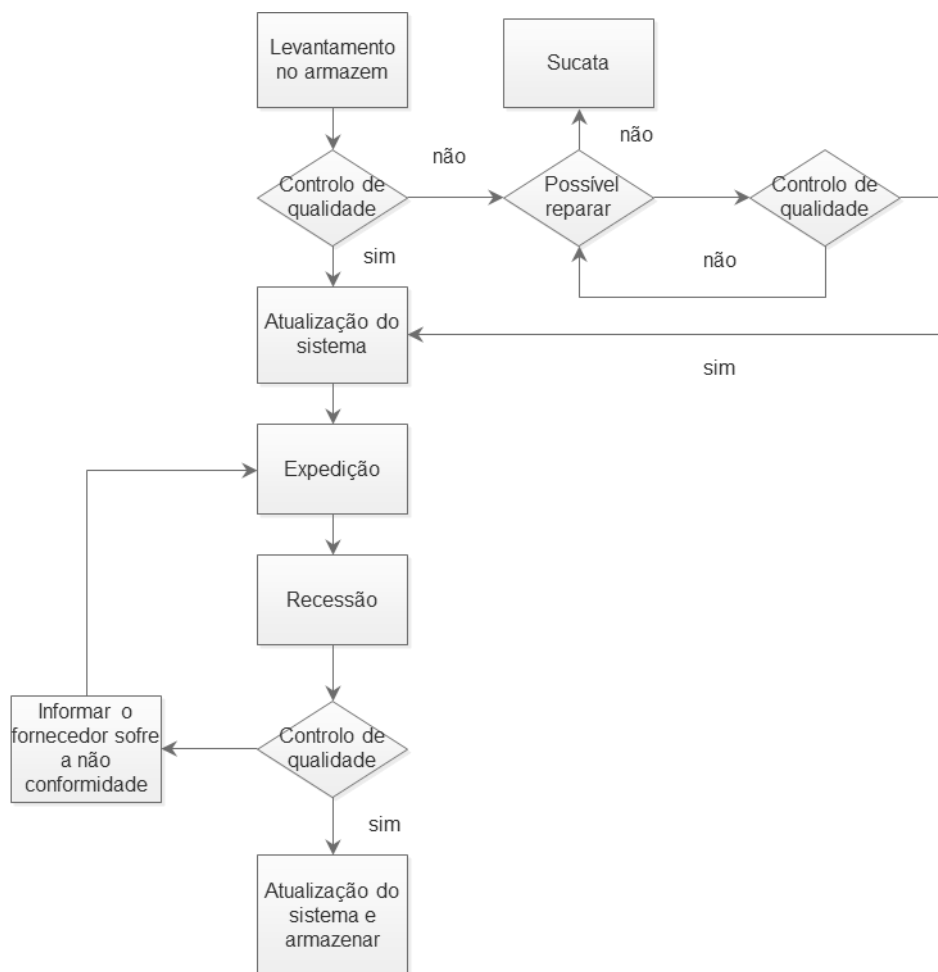 Levantamento
no armazem
Sucata
não
não
Controlo de
qualidade
Possível
reparar
Controlo de
qualidade
sim
não
Atualização do
sistema
sim
Expedição
Recessão
Informar o
fornecedor sofre
a não
conformidade
Controlo de
qualidade
sim
Atualização do
sistema e
armazenar